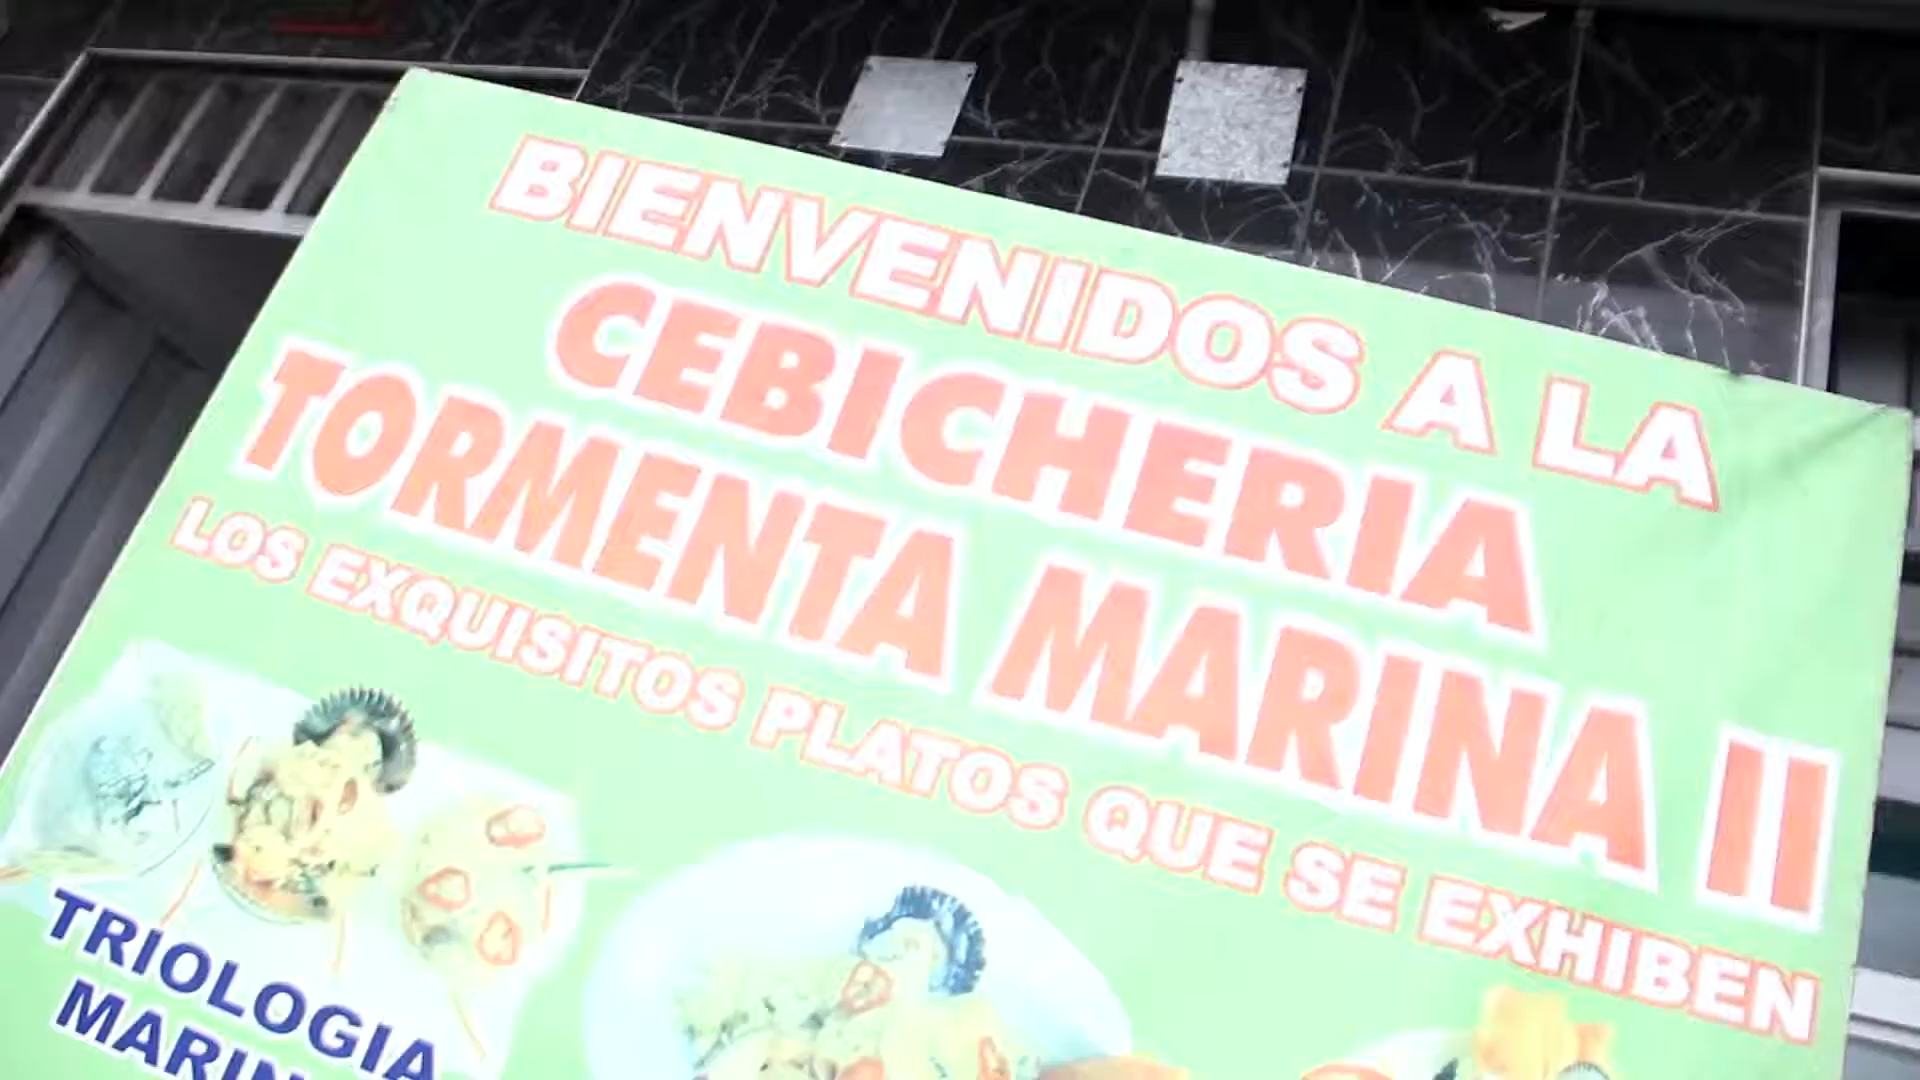 BIENVENIDOS A LA
CEBICHERIA
TORMENTA MARINA II
LOS EXQUISITOS PLATOS QUE SE EXHIBEN
TRIOLOGIA
MARIN